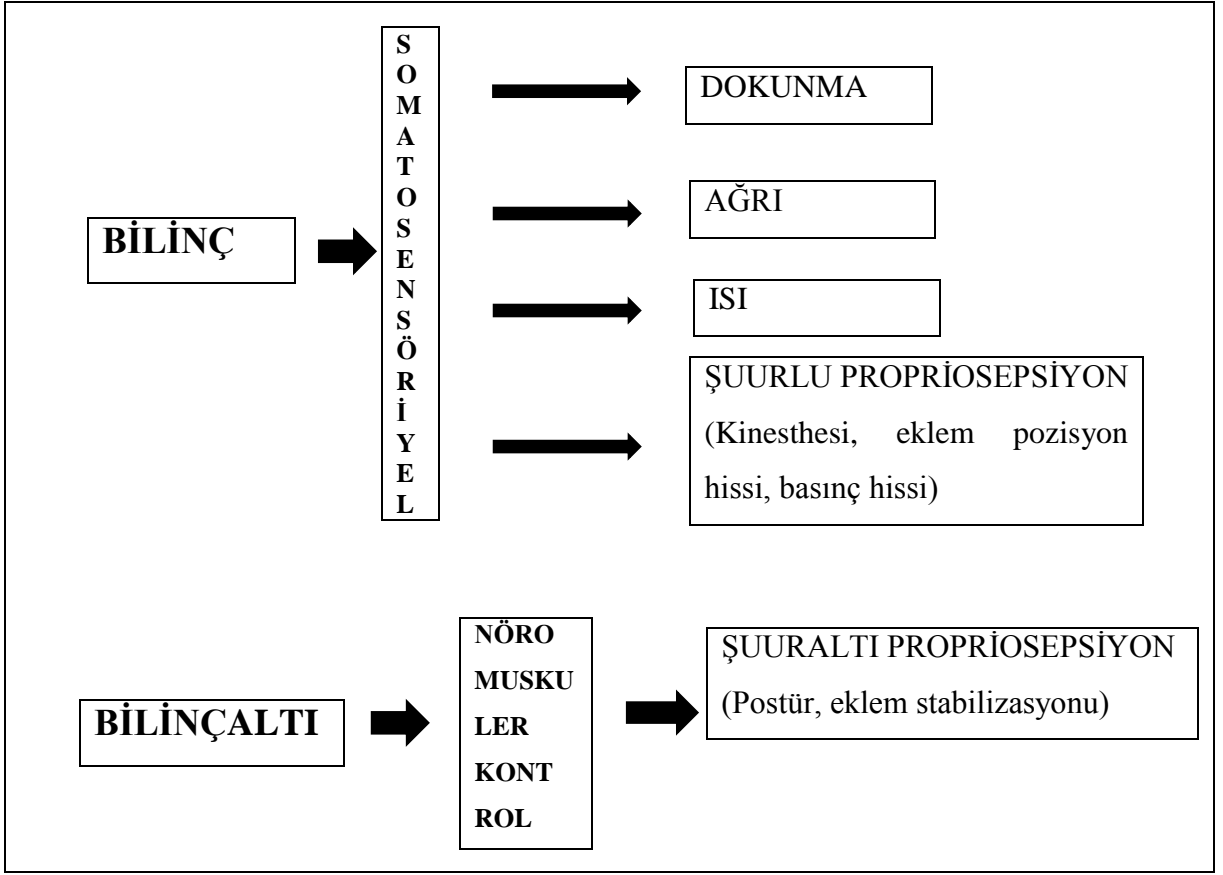 BİLİNÇ
S
O
M
A
T
O
S
E
N
S
Ö
R
İ
Y
E
L
DOKUNMA
AĞRI
ISI
ŞUURLU PROPRİOSEPSİYON
(Kinesthesi, eklem pozisyon
hissi, basınç hissi)
BİLİNÇALTI
NÖRO
MUSKU
LER
KONT
ROL
ŞUURALTI PROPRİOSEPSİYON
(Postür, eklem stabilizasyonu)